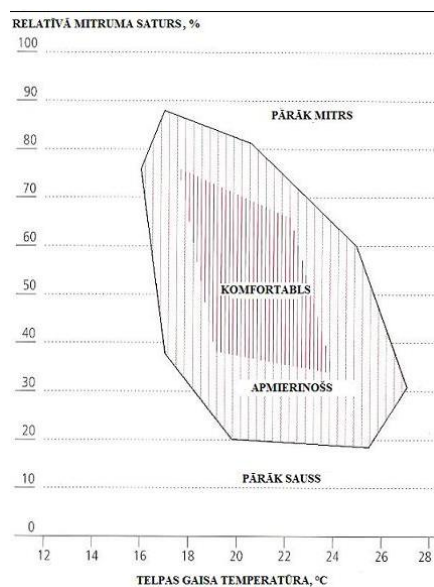 RELATĪVĀ MITRUMA SATURS, %
100
90
PĀRĀK MITRS
80
70
60
50
KOMFORTABLS
40
30
APMIERINOŠS
20
10
PĀRĀK SAUSS
0
12 14 16 18 20 22 24 26 28
TELPAS GAISA TEMPERATŪRA, °C